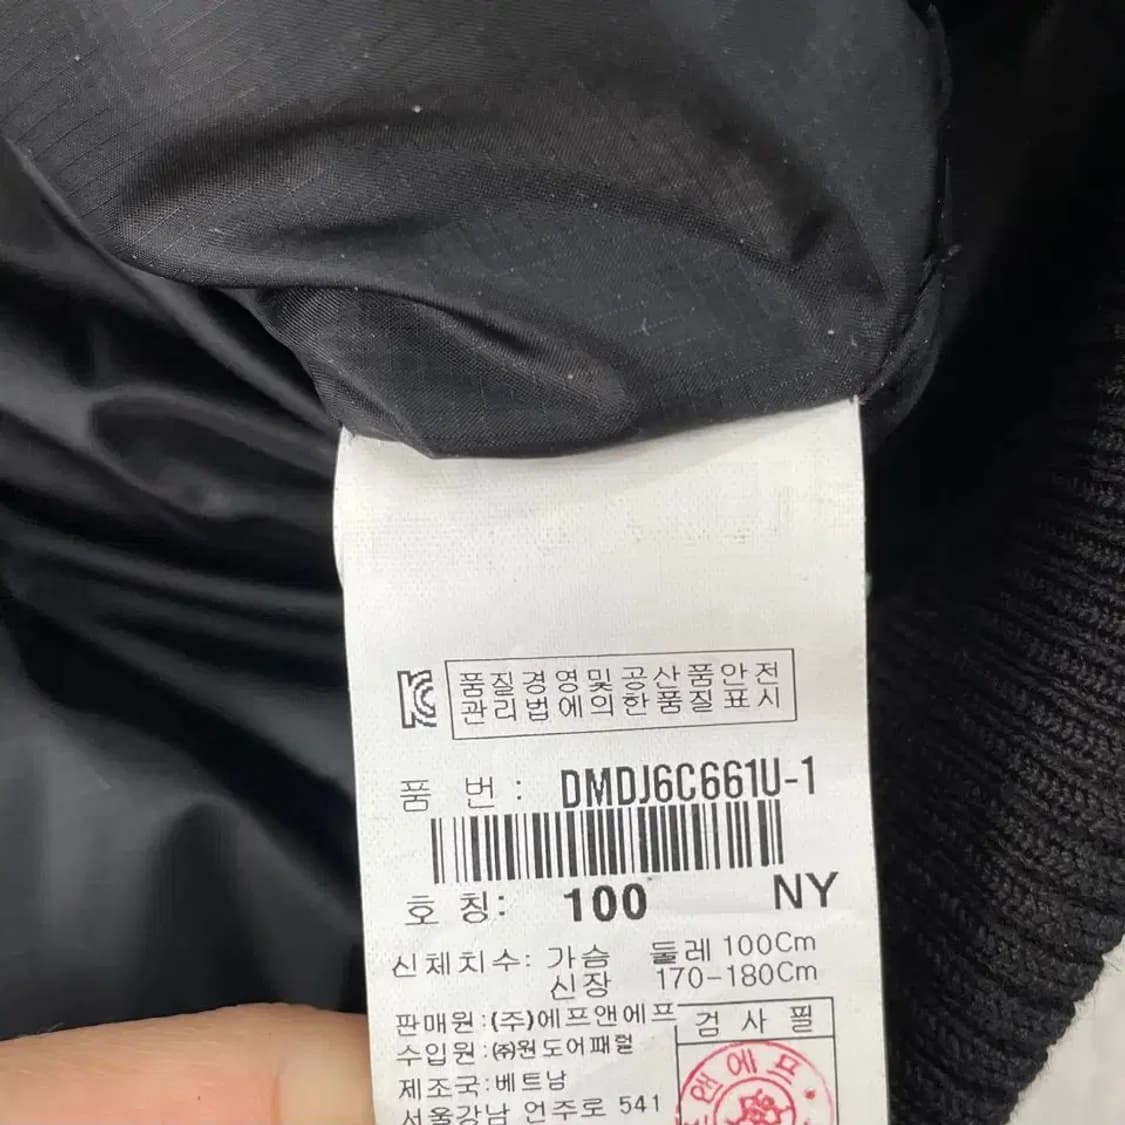 품질경영및공산품안전
관리법에의한품질표시
품 번 : DMDJ6C661U-1
호 칭: 100 NY
신체치수: 가슴 둘레 100Cm
신장 170-180Cm
판매원:(주)에프앤에프
수입원:㈜원도어패럴
제조국:베트남
서울강남 언주로 541
검 사 필
앤에프